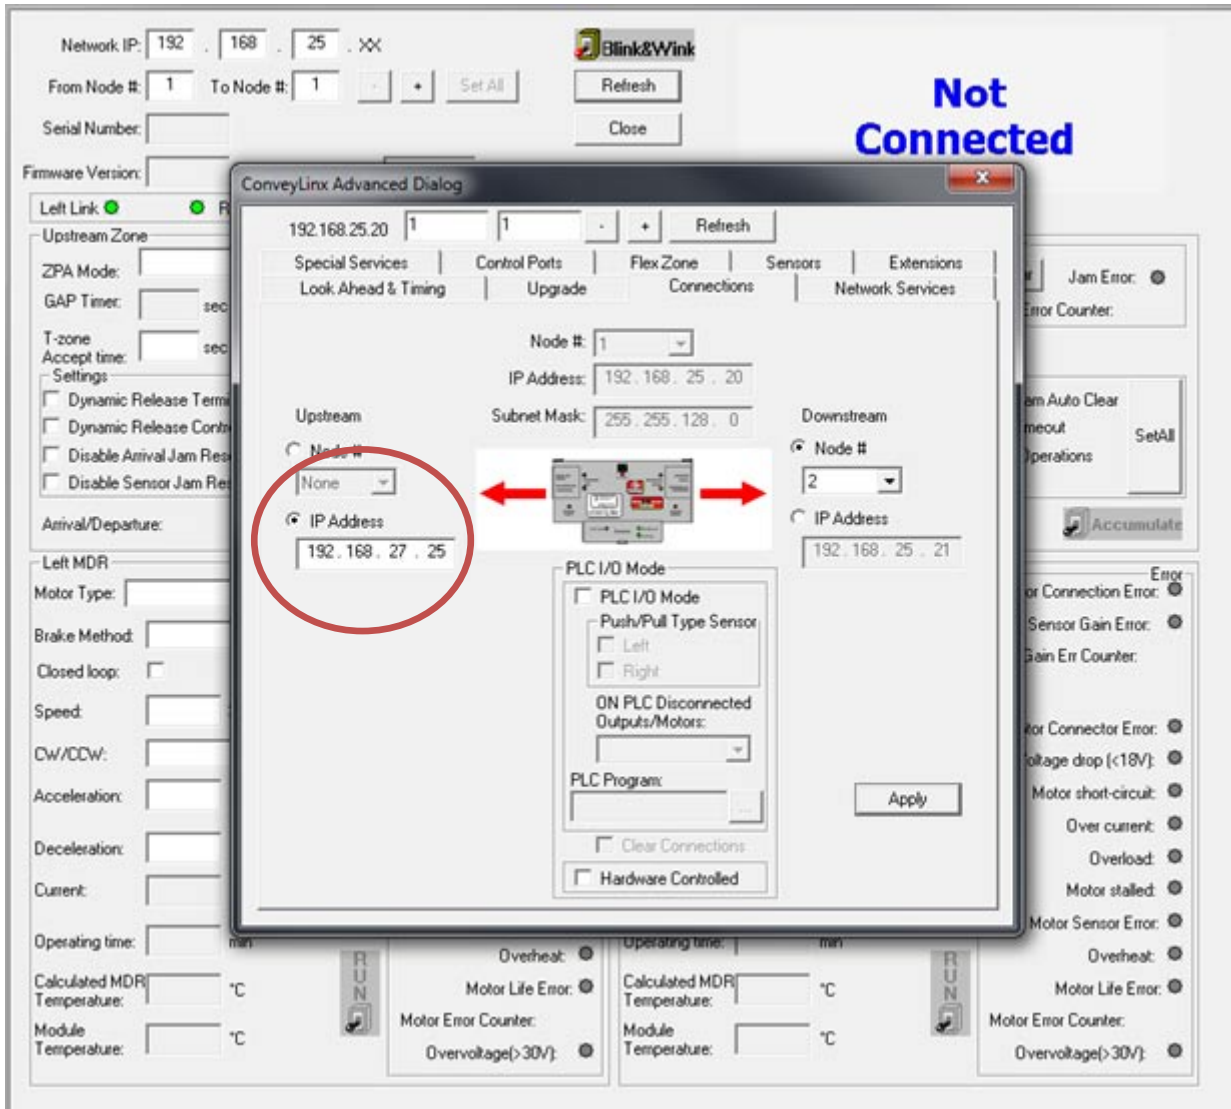 Network IP: 192 . 168 . 25 . XX
Blink&Wink
From Node #: 1 To Node #: 1 - + Set All
Refresh
Not
Connected
Serial Number:
Close
Firmware Version:
ConveyLinx Advanced Dialog
x
Left Link
192.168.25.20 1 1 - + Refresh
Upstream Zone
Special Services Control Ports Flex Zone Sensors Extensions
Look Ahead & Timing Upgrade Connections Network Services
ZPA Mode:
Jam Error:
GAP Timer: sec
Error Counter:
T-zone
Accept time: sec
Node #: 1
IP Address: 192 . 168 . 25 . 20
Subnet Mask: 255 . 255 . 128 . 0
Settings
Dynamic Release
Dynamic Release
Disable Arrival Jam
Disable Sensor Jam
Auto Clear
Operations
SetAll
Upstream
Node #
None
IP Address
192 . 168 . 27 . 25
Downstream
Node #
2
IP Address
192 . 168 . 25 . 21
Arrival/Departure:
Accumulate
PLC I/O Mode
PLC I/O Mode
Push/Pull Type Sensor
Left
Right
ON PLC Disconnected
Outputs/Motors:
PLC Program:
...
Clear Connections
Hardware Controlled
Apply
Left MDR
Motor Type:
Brake Method:
Closed loop:
Speed:
CW/CCW:
Acceleration:
Deceleration:
Current:
Operating time: min
Calculated MDR
Temperature: °C
Module
Temperature: °C
RUN
Overheat:
Motor Life Error:
Motor Error Counter:
Overvoltage(>30V):
Operating time: min
Calculated MDR
Temperature: °C
Module
Temperature: °C
RUN
Error
Connection Error:
Sensor Gain Error:
Gain Err Counter:
Connector Error:
Voltage drop (<18V):
Motor short-circuit:
Over current:
Overload:
Motor stalled:
Motor Sensor Error:
Overheat:
Motor Life Error:
Motor Error Counter:
Overvoltage(>30V):